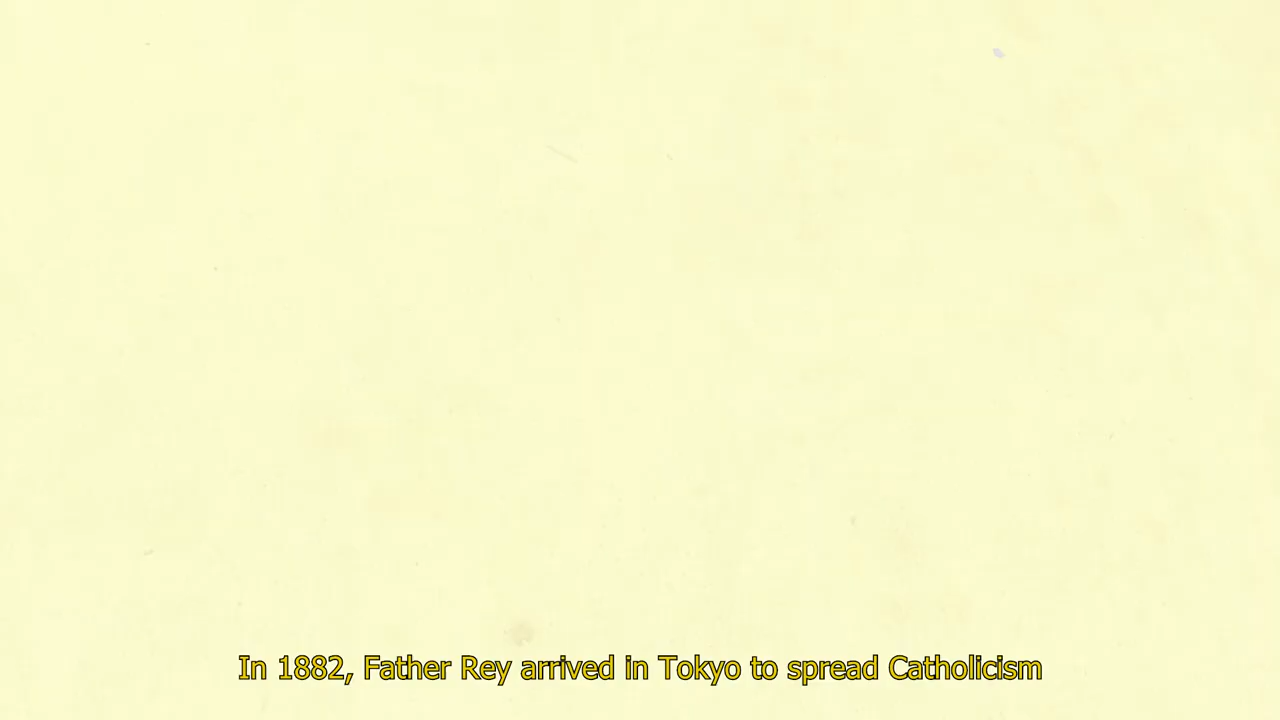 In 1882, Father Rey arrived in Tokyo to spread Catholicism